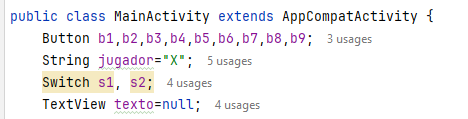 public class MainActivity extends AppCompatActivity {
Button b1,b2,b3,b4,b5,b6,b7,b8,b9; 3 usages
String jugador="X"; 5 usages
Switch s1, s2; 4 usages
TextView texto=null; 4 usages